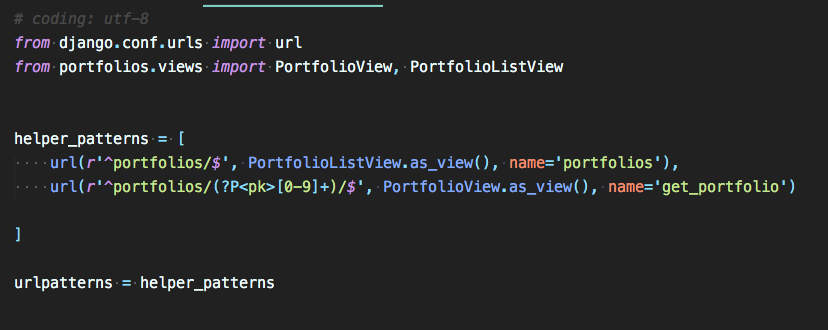 # coding: utf-8
from django.conf.urls import url
from portfolios.views import PortfolioView, PortfolioListView
helper_patterns = [
    url(r'^portfolios/$', PortfolioListView.as_view(), name='portfolios'),
    url(r'^portfolios/(?P<pk>[0-9]+)/$', PortfolioView.as_view(), name='get_portfolio')
]
urlpatterns = helper_patterns